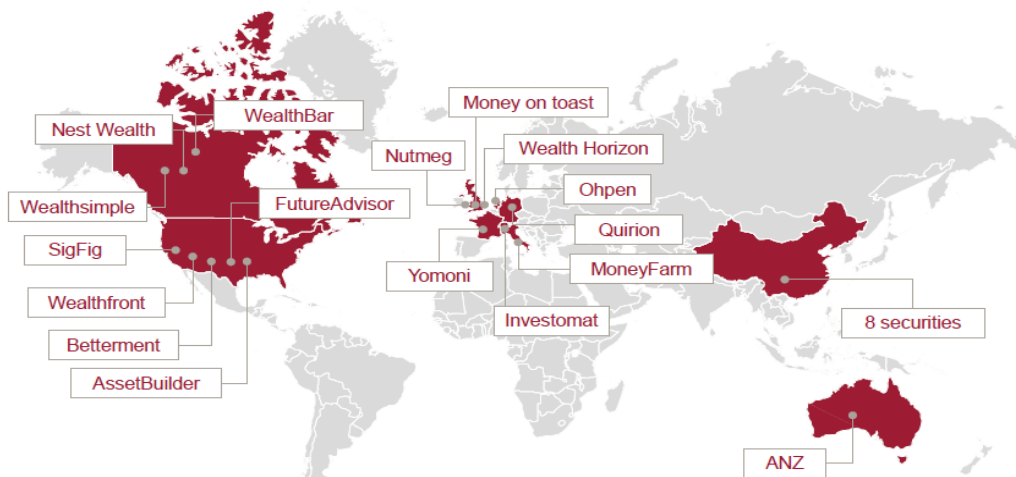 Money on toast
WealthBar
Nest Wealth
Wealth Horizon
Nutmeg
Ohpen
Wealthsimple
FutureAdvisor
Quirion
SigFig
Yomoni
MoneyFarm
Wealthfront
Investomat
8 securities
Betterment
AssetBuilder
ANZ